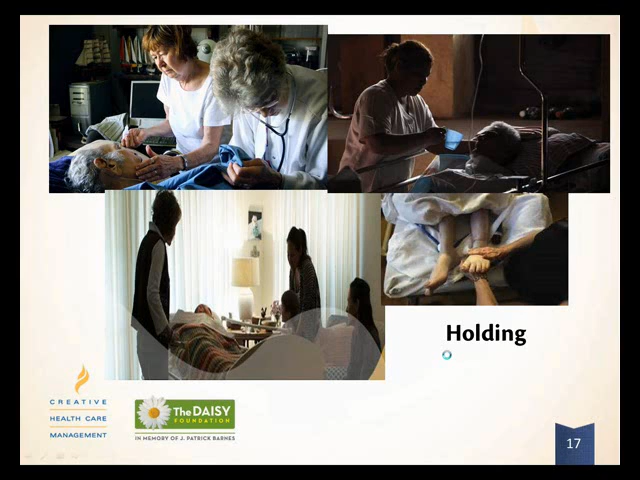 Holding
CREATIVE
HEALTH CARE
MANAGEMENT
The DAISY
FOUNDATION
IN MEMORY OF J. PATRICK BARNES
17